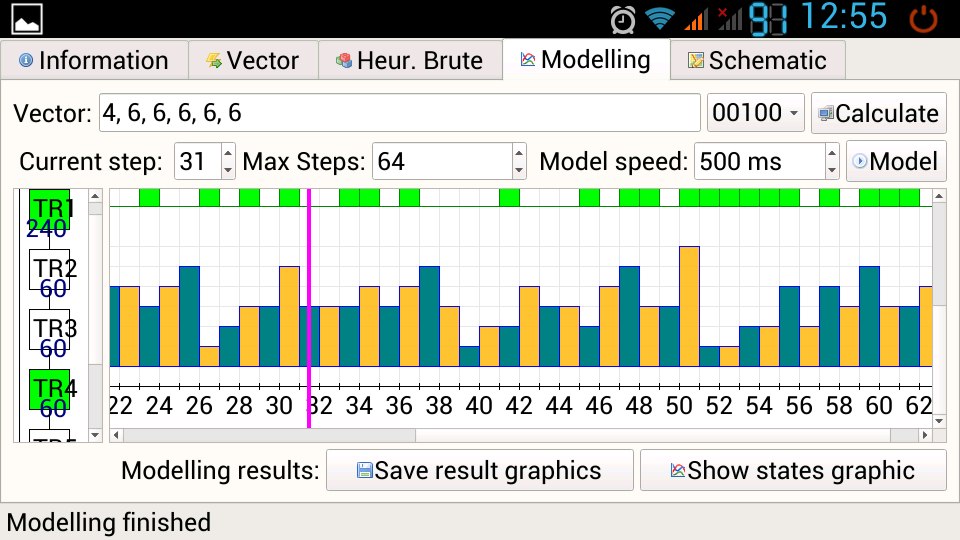 91 12:55
Information Vector Heur. Brute Modelling Schematic
Vector: 4, 6, 6, 6, 6, 6 00100 Calculate
Current step: 31 Max Steps: 64 Model speed: 500 ms Model
TR1
240
TR2
60
TR3
60
TR4
60
22 24 26 28 30 32 34 36 38 40 42 44 46 48 50 52 54 56 58 60 62
Modelling results: Save result graphics Show states graphic
Modelling finished